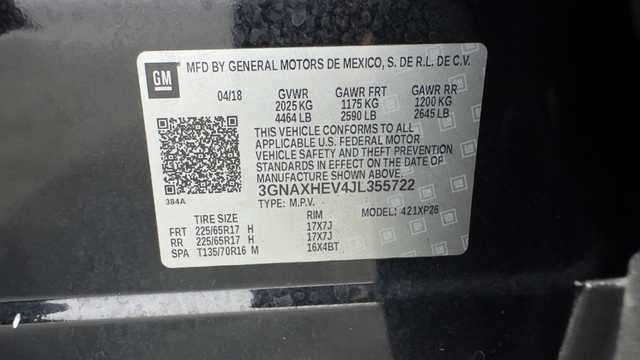 GM
MFD BY GENERAL MOTORS DE MEXICO, S. DE R.L. DE C.V.
04/18 GVWR GAWR FRT GAWR RR
2025 KG 1175 KG 1200 KG
4464 LB 2590 LB 2645 LB
THIS VEHICLE CONFORMS TO ALL
APPLICABLE U.S. FEDERAL MOTOR
VEHICLE SAFETY AND THEFT PREVENTION
STANDARDS IN EFFECT ON THE DATE OF
MANUFACTURE SHOWN ABOVE.
3GNAXHEV4JL355722
384A
TYPE: M.P.V. MODEL: 421XP26
TIRE SIZE RIM
FRT 225/65R17 H 17X7J
RR 225/65R17 H 17X7J
SPA T135/70R16 M 16X4BT